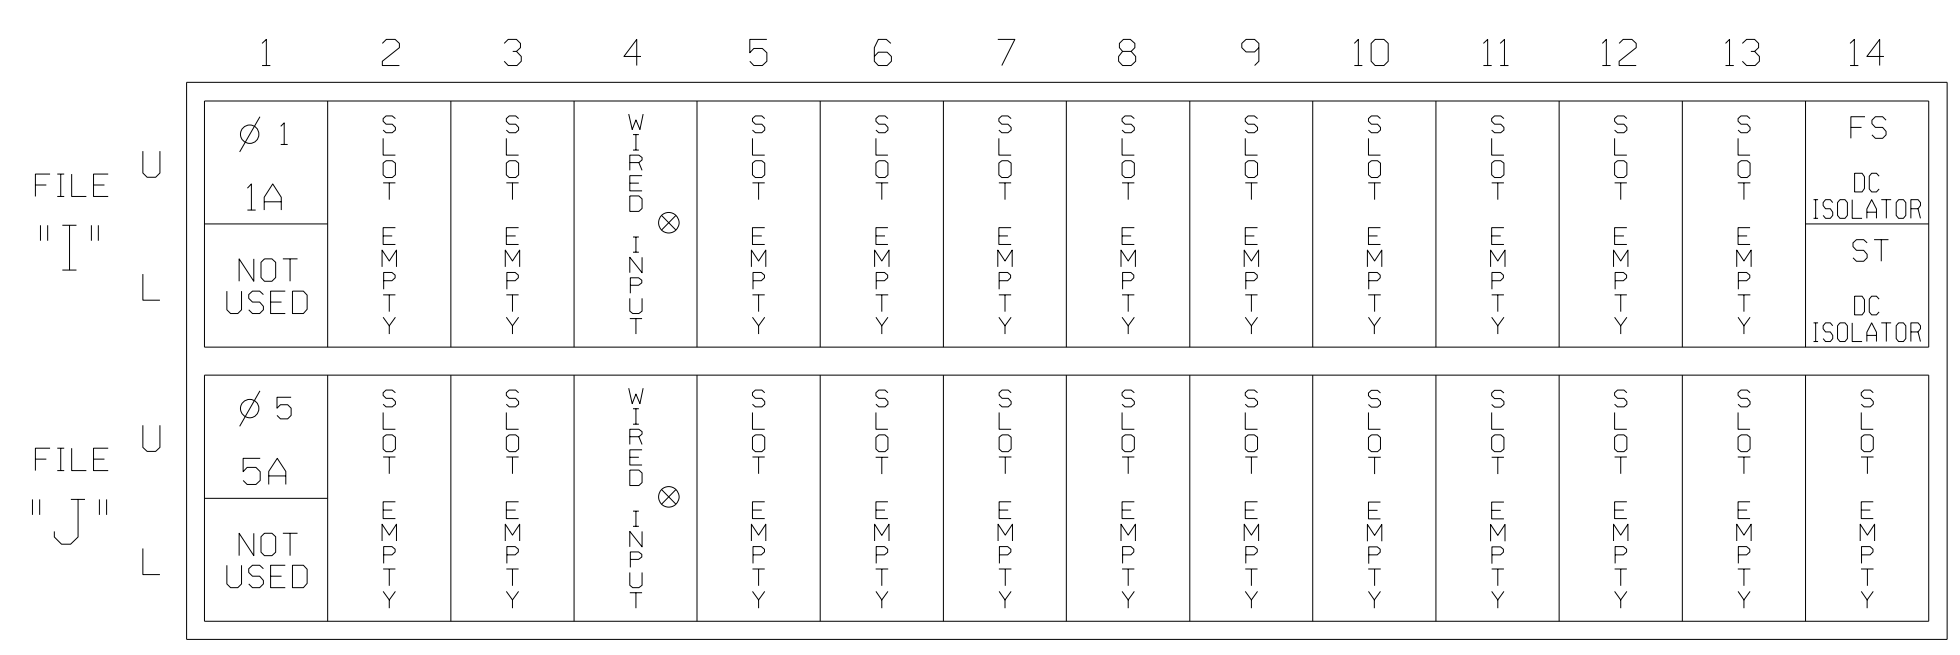 1 2 3 4 5 6 7 8 9 10 11 12 13 14
FILE "I"
U
L
Ø 1
1A
NOT
USED
SLOT EMPTY
SLOT EMPTY
WIRED INPUT
SLOT EMPTY
SLOT EMPTY
SLOT EMPTY
SLOT EMPTY
SLOT EMPTY
SLOT EMPTY
SLOT EMPTY
SLOT EMPTY
SLOT EMPTY
FS
DC
ISOLATOR
ST
DC
ISOLATOR
FILE "J"
U
L
Ø 5
5A
NOT
USED
SLOT EMPTY
SLOT EMPTY
WIRED INPUT
SLOT EMPTY
SLOT EMPTY
SLOT EMPTY
SLOT EMPTY
SLOT EMPTY
SLOT EMPTY
SLOT EMPTY
SLOT EMPTY
SLOT EMPTY
SLOT EMPTY